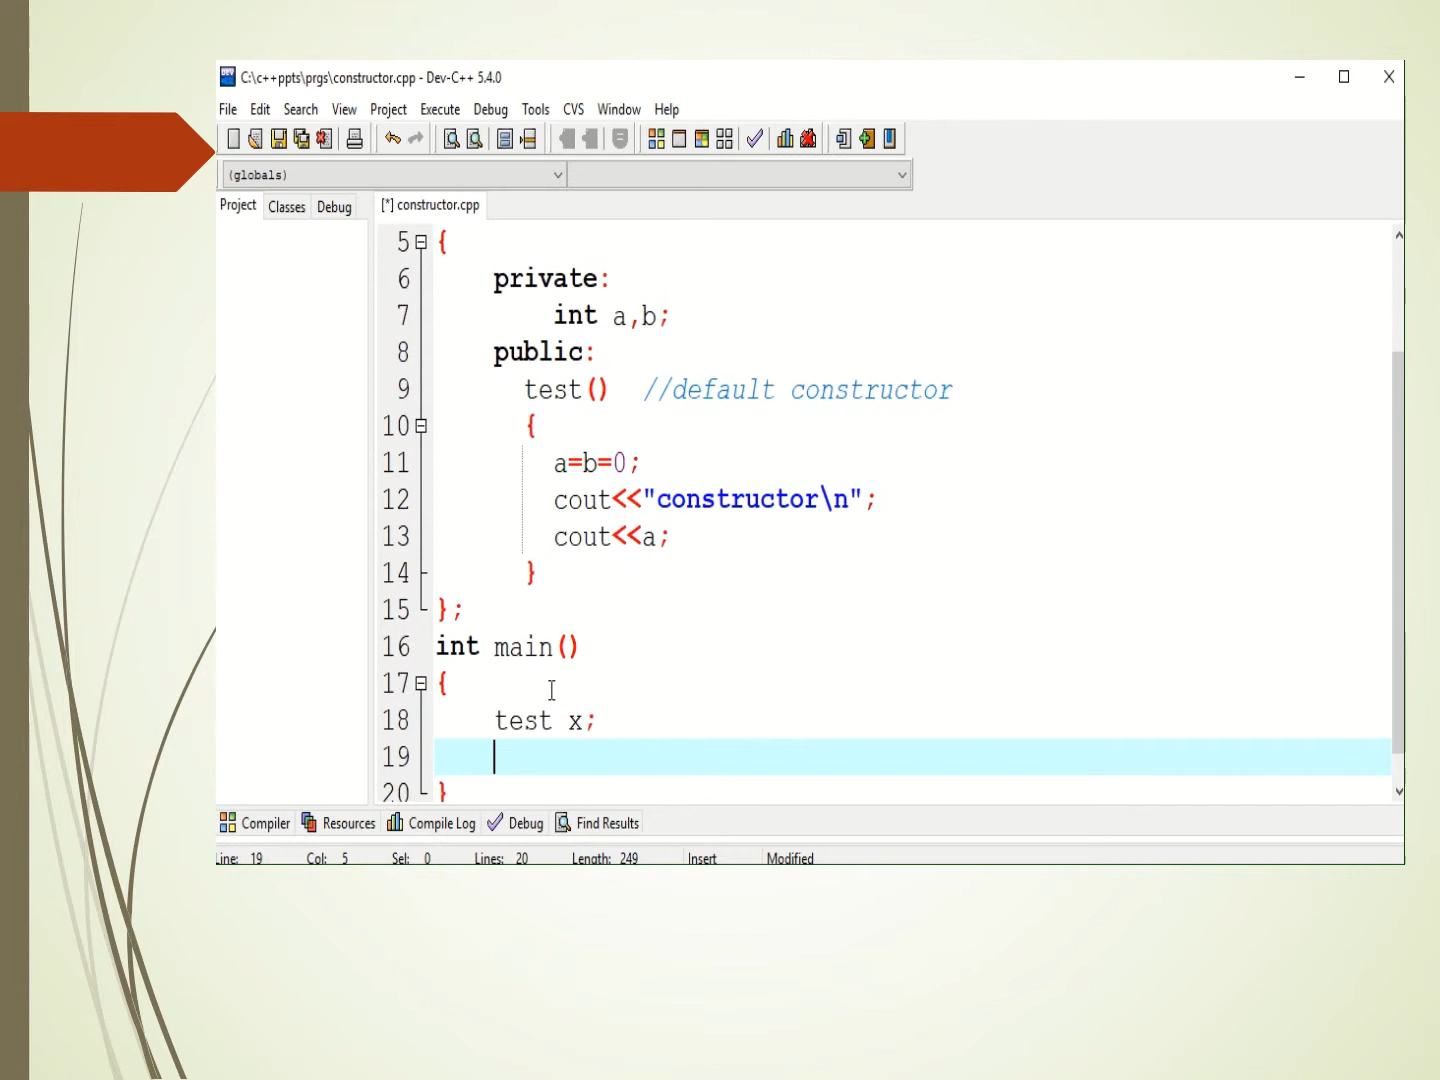 C:\c++ppts\prgs\constructor.cpp - Dev-C++ 5.4.0
File Edit Search View Project Execute Debug Tools CVS Window Help
(globals)
Project Classes Debug [*] constructor.cpp
5 {
6 private:
7 int a,b;
8 public:
9 test() //default constructor
10 {
11 a=b=0;
12 cout<<"constructor\n";
13 cout<<a;
14 }
15 };
16 int main()
17 {
18 test x;
19
20 }
Compiler Resources Compile Log Debug Find Results
Line: 19 Col: 5 Sel: 0 Lines: 20 Length: 249 Insert Modified